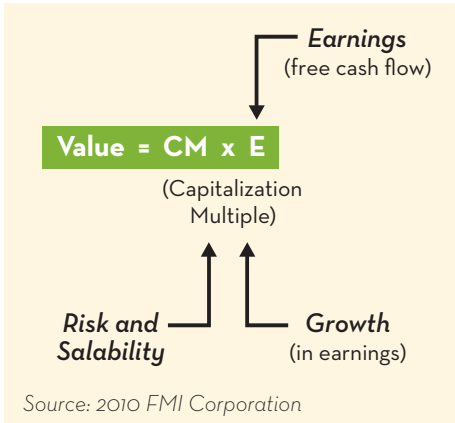 Earnings
(free cash flow)
Value = CM x E
(Capitalization
Multiple)
Risk and
Salability
Growth
(in earnings)
Source: 2010 FMI Corporation